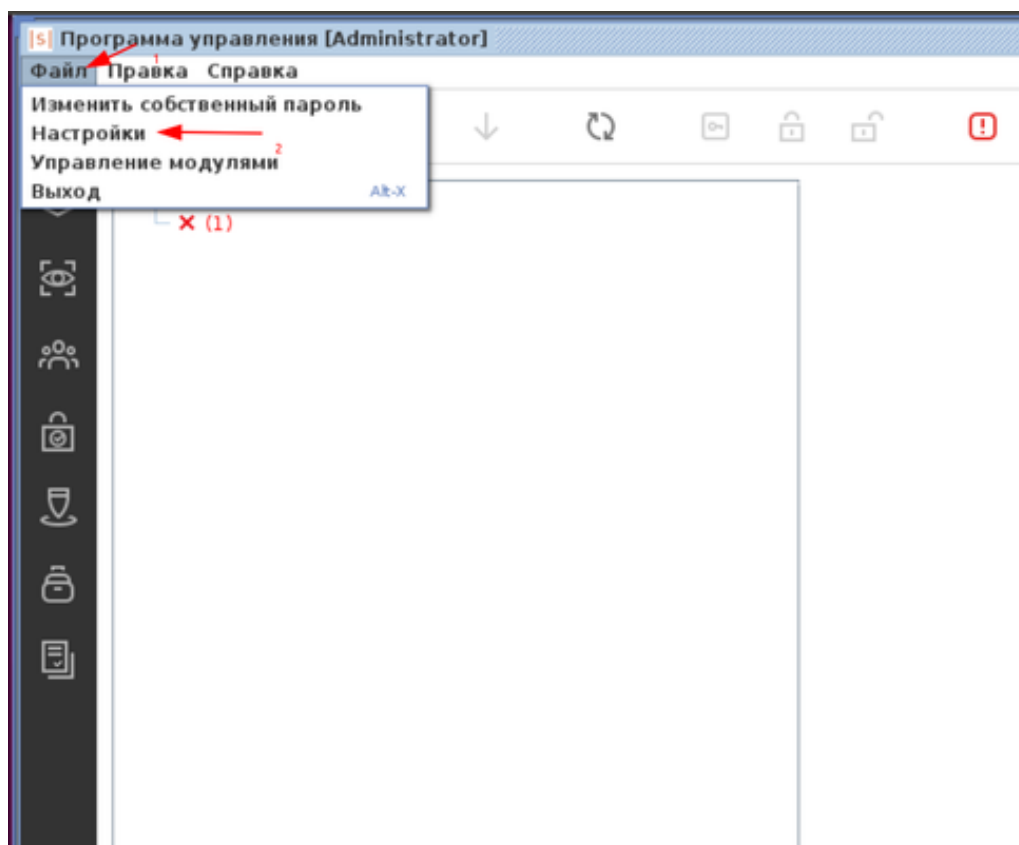 |S| Программа управления [Administrator]
1
Файл Правка Справка
Изменить собственный пароль
Настройки
2
Управление модулями
Выход Alt-X
(1)